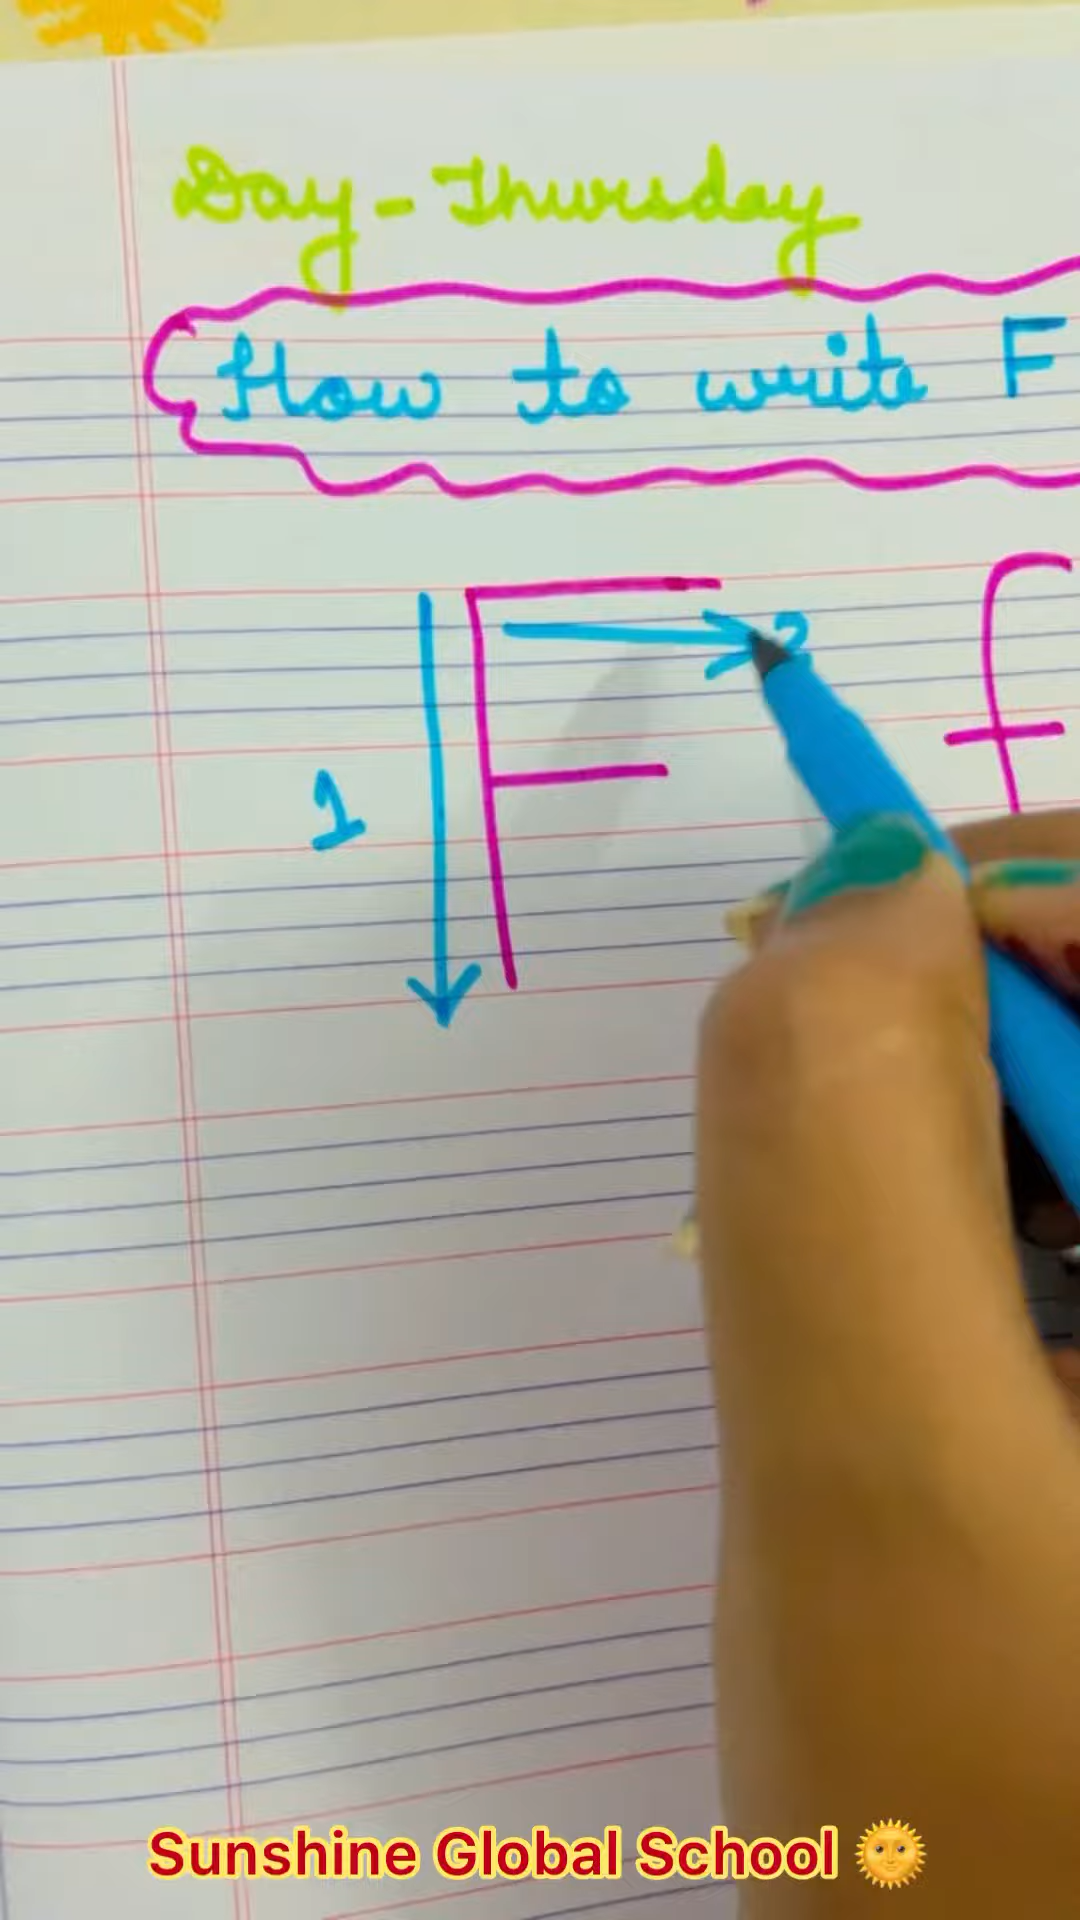 Day - Thursday
How to write F
F f
2
1
Sunshine Global School 🌞